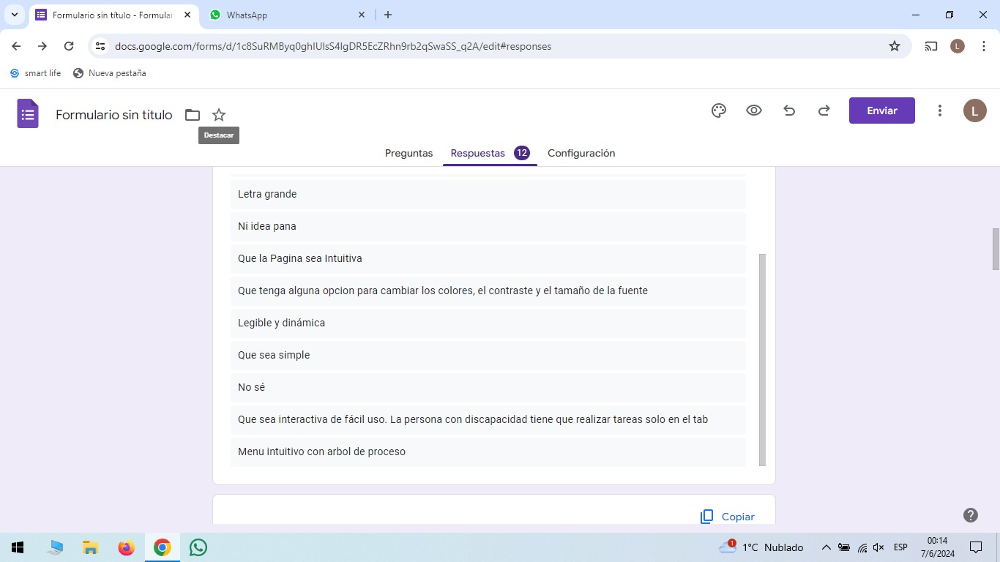 Formulario sin título - Formular
WhatsApp
docs.google.com/forms/d/1c8SuRMByq0ghlUlsS4lgDR5EcZRhn9rb2qSwaSS_q2A/edit#responses
L
smart life
Nueva pestaña
Formulario sin título
Destacar
Enviar
L
Preguntas
Respuestas 12
Configuración
Letra grande
Ni idea pana
Que la Pagina sea Intuitiva
Que tenga alguna opcion para cambiar los colores, el contraste y el tamaño de la fuente
Legible y dinámica
Que sea simple
No sé
Que sea interactiva de fácil uso. La persona con discapacidad tiene que realizar tareas solo en el tab
Menu intuitivo con arbol de proceso
Copiar
1
1°C Nublado
ESP
00:14
7/6/2024